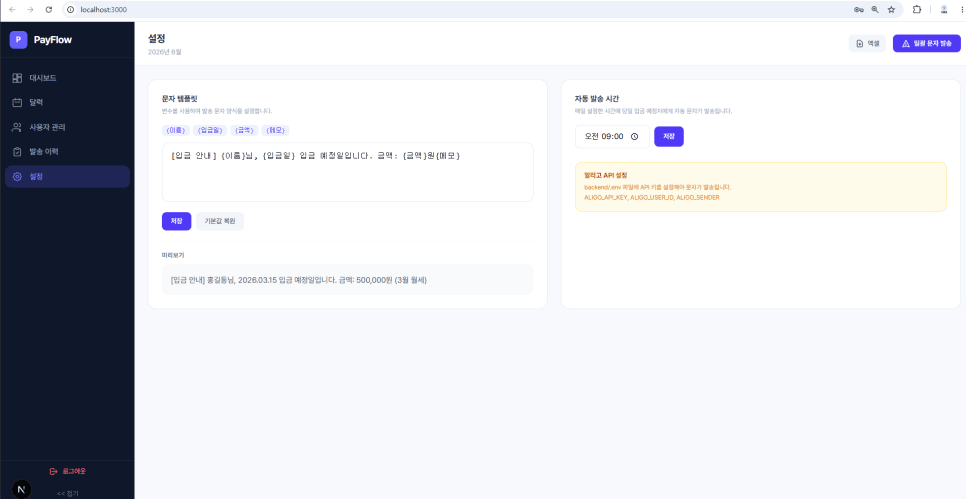 localhost:3000
P PayFlow
대시보드
달력
사용자 관리
발송 이력
설정
로그아웃
N
<< 접기
설정
2026년 6월
엑셀
일괄 문자 발송
문자 템플릿
변수를 사용하여 발송 문자 양식을 설정합니다.
{이름} {입금일} {금액} {메모}
[입금 안내] {이름}님, {입금일} 입금 예정일입니다. 금액: {금액}원{메모}
저장 기본값 복원
미리보기
[입금 안내] 홍길동님, 2026.03.15 입금 예정일입니다. 금액: 500,000원 (3월 월세)
자동 발송 시간
매일 설정한 시간에 당일 입금 예정자에게 자동 문자가 발송됩니다.
오전 09:00 저장
알리고 API 설정
backend/.env 파일에 API 키를 설정해야 문자가 발송됩니다.
ALIGO_API_KEY, ALIGO_USER_ID, ALIGO_SENDER